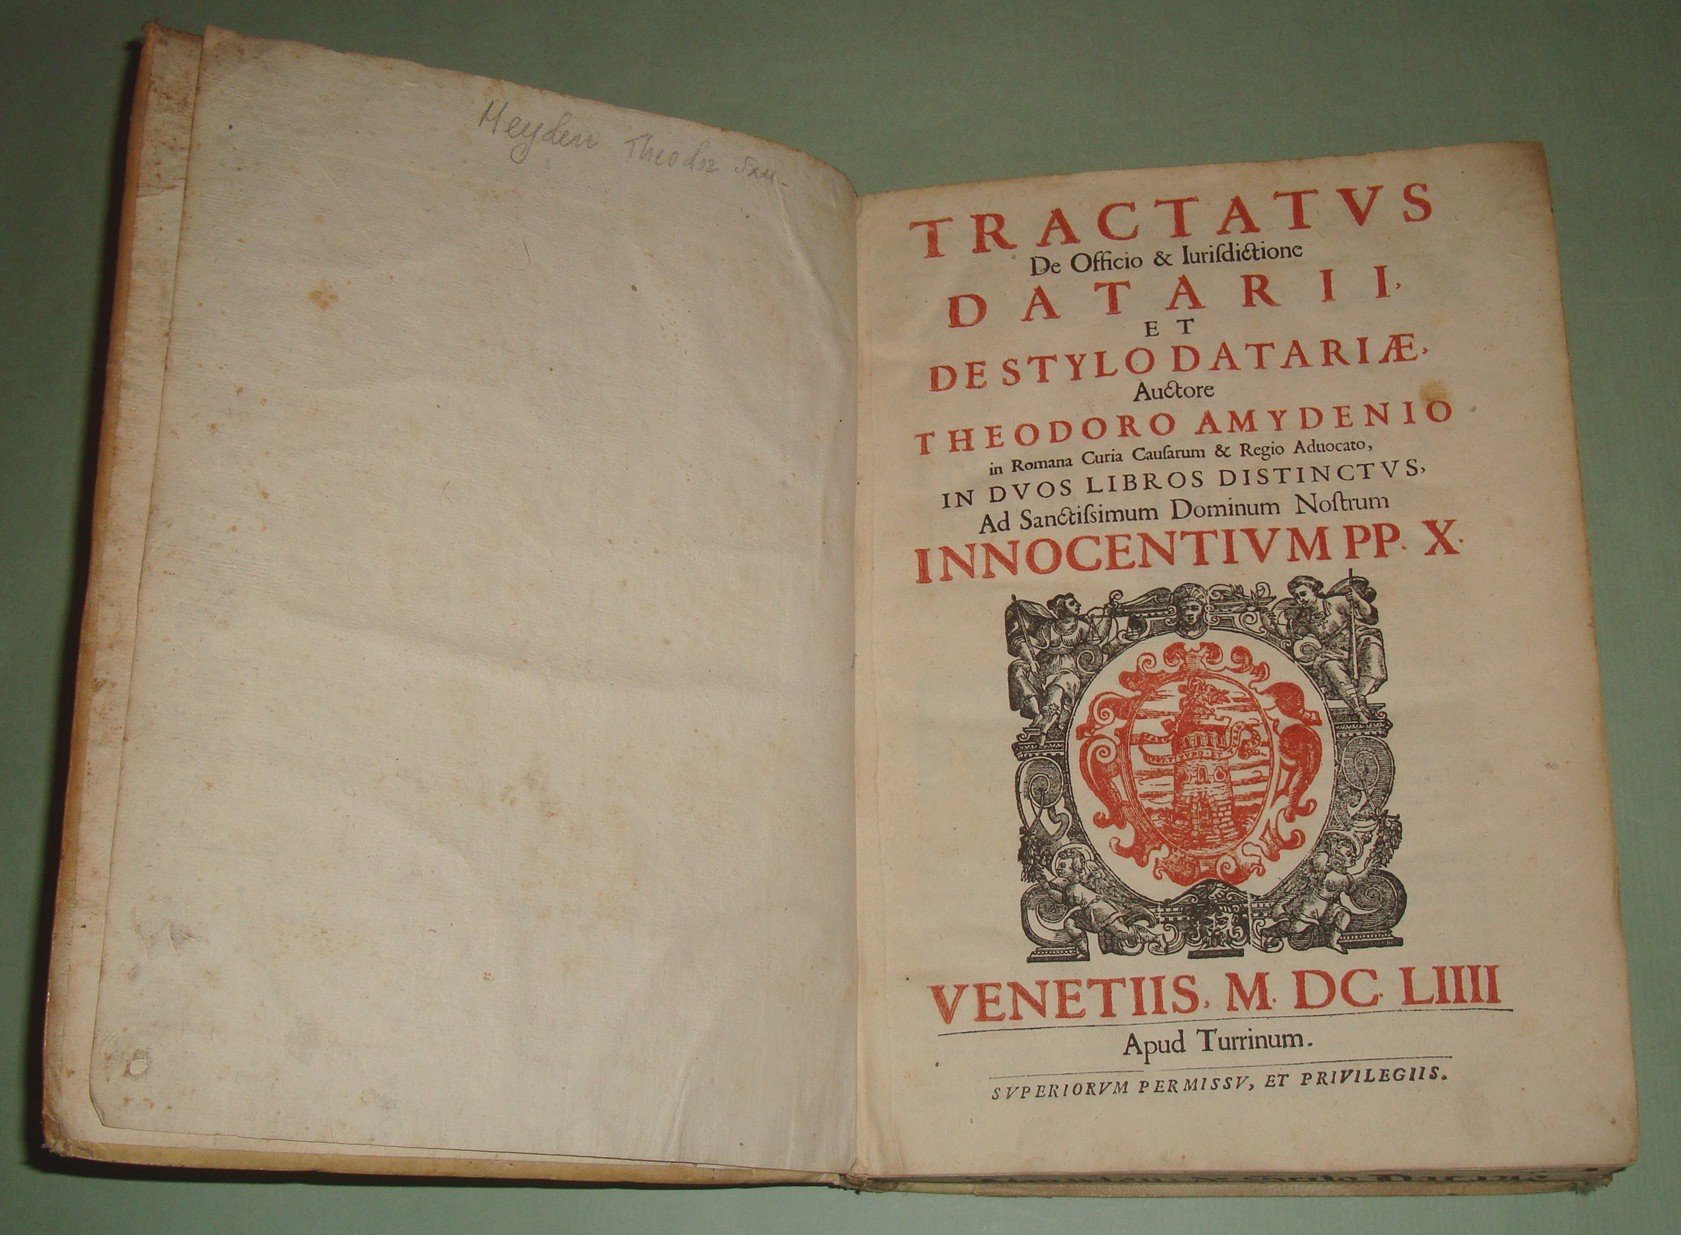 Meyden Theodor van-
TRACTATVS
De Officio & Iuriſdictione
DATARII,
ET
DE STYLO DATARIÆ,
Auctore
THEODORO AMYDENIO
in Romana Curia Cauſarum & Regio Aduocato,
IN DVOS LIBROS DISTINCTVS,
Ad Sanctiſsimum Dominum Noſtrum
INNOCENTIVM PP. X.
VENETIIS, M. DC. LIIII
Apud Turrinum.
SVPERIORVM PERMISSV, ET PRIVILEGIIS.